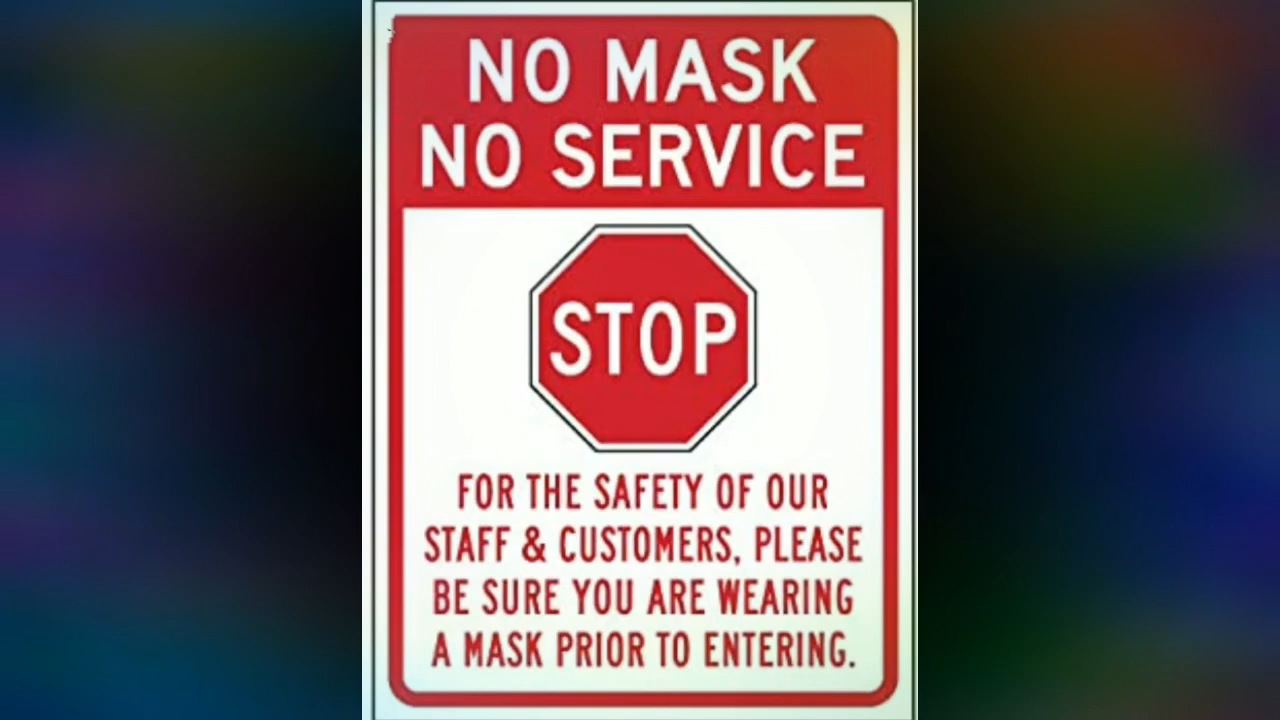 NO MASK
NO SERVICE
STOP
FOR THE SAFETY OF OUR
STAFF & CUSTOMERS, PLEASE
BE SURE YOU ARE WEARING
A MASK PRIOR TO ENTERING.